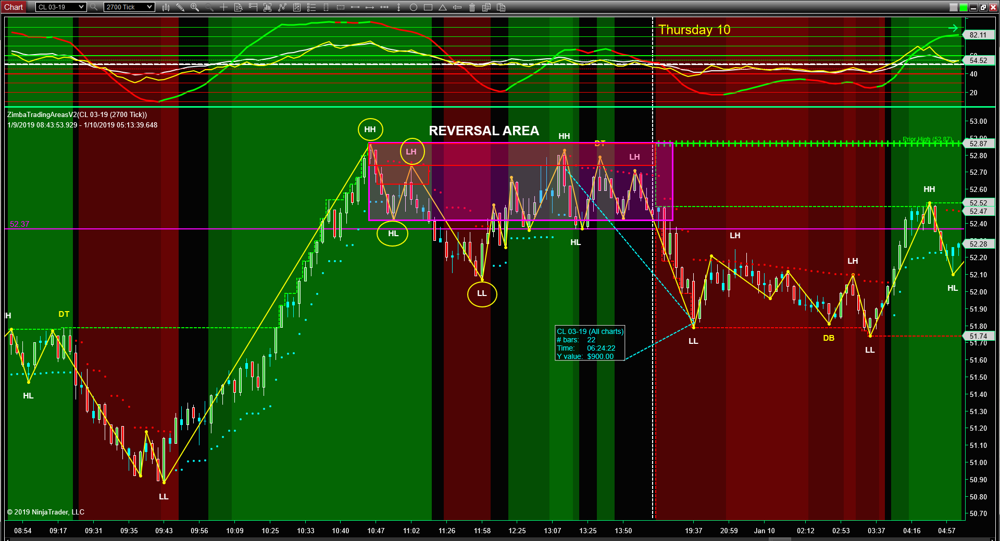 Chart
CL 03-19
2700 Tick
Thursday 10
82.11
54.52
40
20
ZimbaTradingAreasV2(CL 03-19 (2700 Tick))
1/9/2019 08:43:53.929 - 1/10/2019 05:13:39.648
REVERSAL AREA
HH
LH
HH
DT
LH
Prior High (52.87)
HL
HL
LL
52.37
LH
HH
LH
HL
DT
HL
LL
CL 03-19 (All charts)
# bars: 22
Time: 06:24:22
Y value: $900.00
LL
DB
LL
53.00
52.87
52.80
52.70
52.60
52.52
52.47
52.40
52.28
52.20
52.10
52.00
51.90
51.80
51.74
51.70
51.60
51.50
51.40
51.30
51.20
51.10
51.00
50.90
50.80
50.70
© 2019 NinjaTrader, LLC
08:54 09:17 09:31 09:35 09:43 09:56 10:09 10:25 10:33 10:40 10:47 11:02 11:26 11:58 12:25 13:07 13:25 13:50 19:37 20:59 Jan 10 02:12 02:53 03:37 04:16 04:57